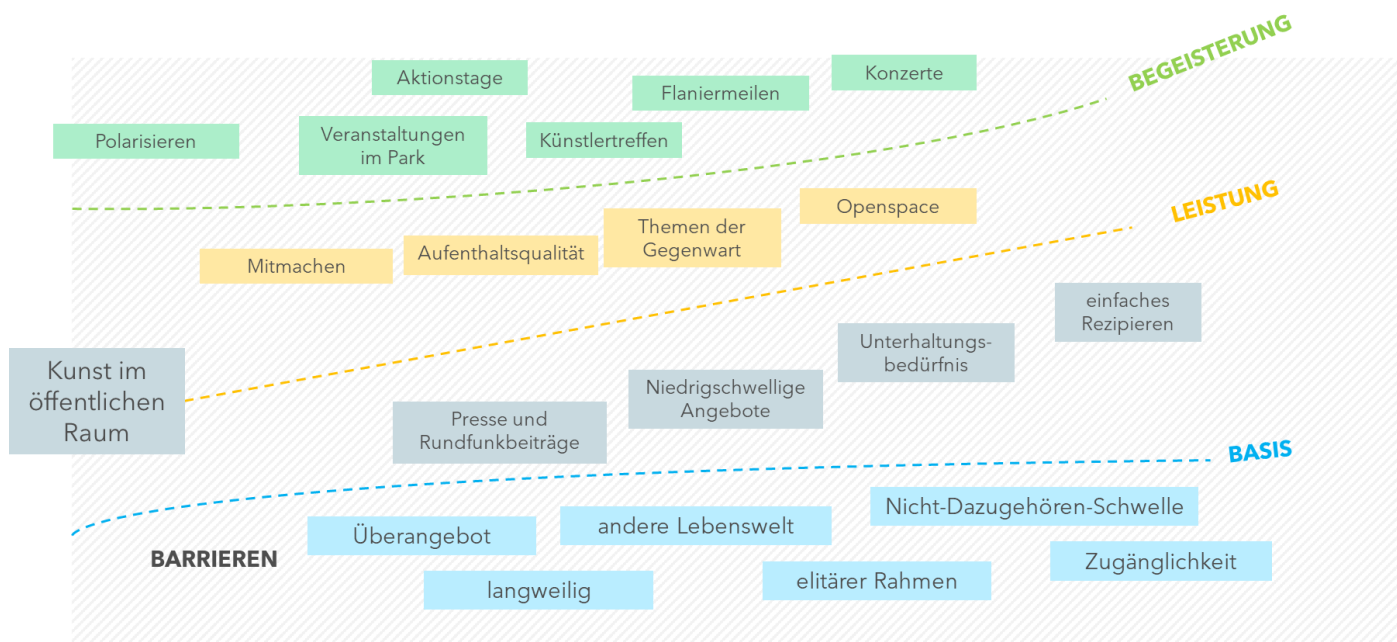 BEGEISTERUNG
Konzerte
Aktionstage
Flaniermeilen
Polarisieren
Veranstaltungen
im Park
Künstlertreffen
LEISTUNG
Openspace
Themen der
Gegenwart
Aufenthaltsqualität
Mitmachen
einfaches
Rezipieren
Unterhaltungs-
bedürfnis
Kunst im
öffentlichen
Raum
Niedrigschwellige
Angebote
Presse und
Rundfunkbeiträge
BASIS
Nicht-Dazugehören-Schwelle
andere Lebenswelt
Überangebot
BARRIEREN
Zugänglichkeit
elitärer Rahmen
langweilig